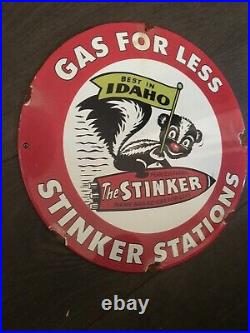 GAS FOR LESS
BEST IN
IDAHO
The STINKER
STINKER STATIONS